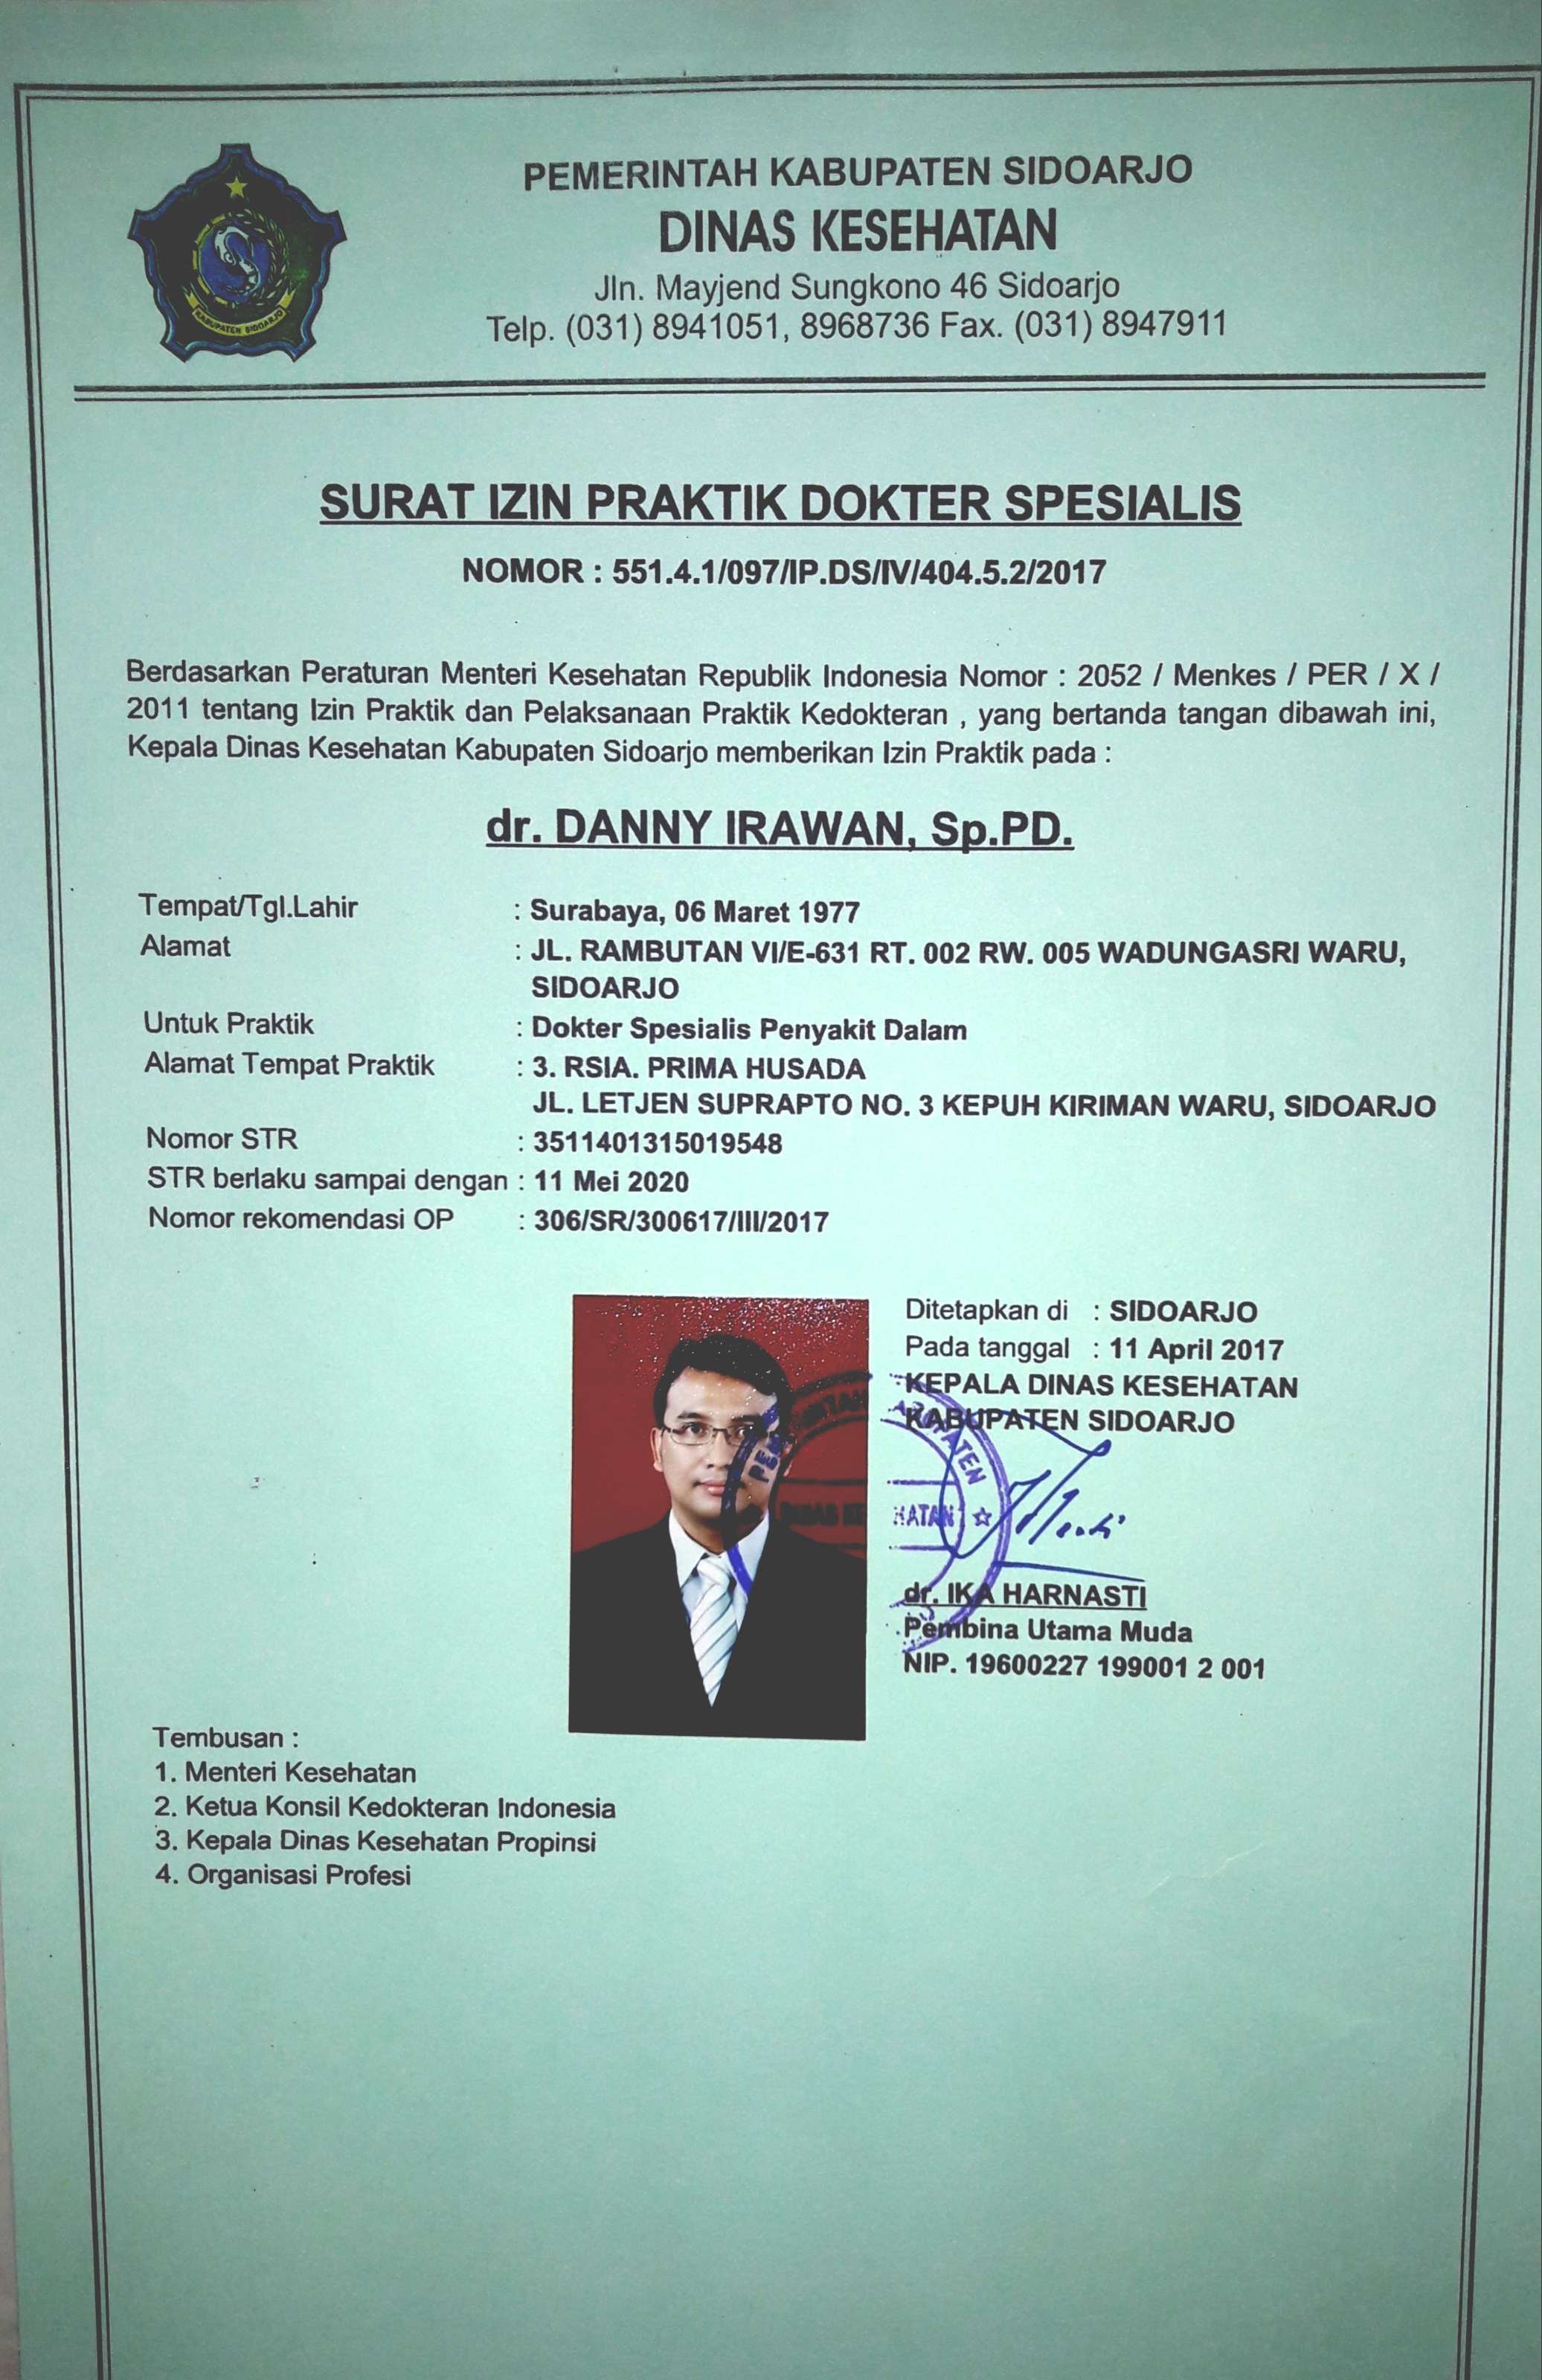 PEMERINTAH KABUPATEN SIDOARJO
DINAS KESEHATAN
Jln. Mayjend Sungkono 46 Sidoarjo
Telp. (031) 8941051, 8968736 Fax. (031) 8947911
KABUPATEN SIDOARJO
SURAT IZIN PRAKTIK DOKTER SPESIALIS
NOMOR : 551.4.1/097/IP.DS/IV/404.5.2/2017
Berdasarkan Peraturan Menteri Kesehatan Republik Indonesia Nomor : 2052 / Menkes / PER / X /
2011 tentang Izin Praktik dan Pelaksanaan Praktik Kedokteran , yang bertanda tangan dibawah ini,
Kepala Dinas Kesehatan Kabupaten Sidoarjo memberikan Izin Praktik pada :
dr. DANNY IRAWAN, Sp.PD.
Tempat/Tgl.Lahir : Surabaya, 06 Maret 1977
Alamat : JL. RAMBUTAN VI/E-631 RT. 002 RW. 005 WADUNGASRI WARU,
SIDOARJO
Untuk Praktik : Dokter Spesialis Penyakit Dalam
Alamat Tempat Praktik : 3. RSIA. PRIMA HUSADA
JL. LETJEN SUPRAPTO NO. 3 KEPUH KIRIMAN WARU, SIDOARJO
Nomor STR : 3511401315019548
STR berlaku sampai dengan : 11 Mei 2020
Nomor rekomendasi OP : 306/SR/300617/III/2017
Ditetapkan di : SIDOARJO
Pada tanggal : 11 April 2017
KEPALA DINAS KESEHATAN
KABUPATEN SIDOARJO
dr. IKA HARNASTI
Pembina Utama Muda
NIP. 19600227 199001 2 001
Tembusan :
1. Menteri Kesehatan
2. Ketua Konsil Kedokteran Indonesia
3. Kepala Dinas Kesehatan Propinsi
4. Organisasi Profesi